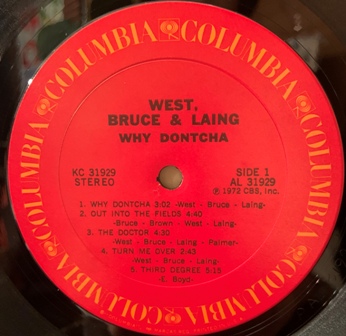 COLUMBIA COLUMBIA COLUMBIA COLUMBIA COLUMBIA COLUMBIA
WEST,
BRUCE & LAING
WHY DONTCHA
KC 31929
STEREO
SIDE 1
AL 31929
℗ 1972 CBS, Inc.
1. WHY DONTCHA 3:02 -West - Bruce - Laing-
2. OUT INTO THE FIELDS 4:40
-Bruce - Brown - West - Laing-
3. THE DOCTOR 4:30
-West - Bruce - Laing - Palmer-
4. TURN ME OVER 2:43
-West - Bruce - Laing-
5. THIRD DEGREE 5:15
-E. Boyd-